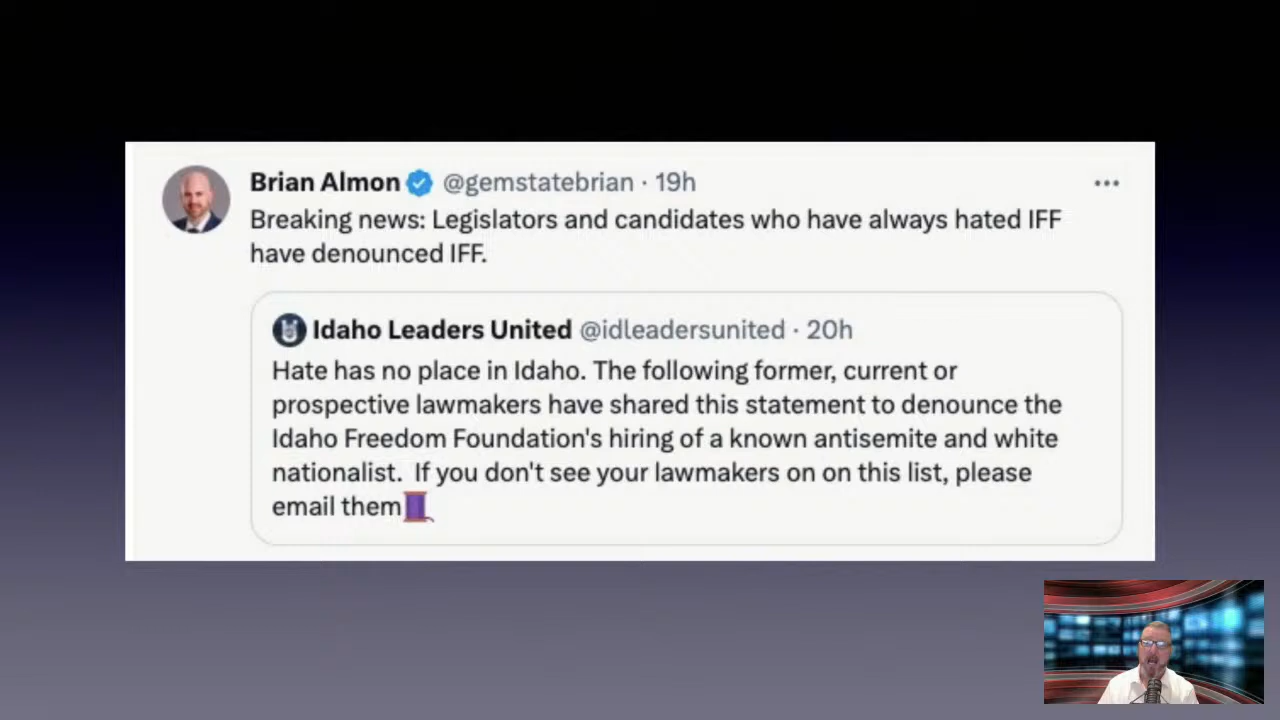 Brian Almon @gemstatebrian · 19h
Breaking news: Legislators and candidates who have always hated IFF
have denounced IFF.
Idaho Leaders United @idleadersunited · 20h
Hate has no place in Idaho. The following former, current or
prospective lawmakers have shared this statement to denounce the
Idaho Freedom Foundation's hiring of a known antisemite and white
nationalist.  If you don't see your lawmakers on on this list, please
email them🧵